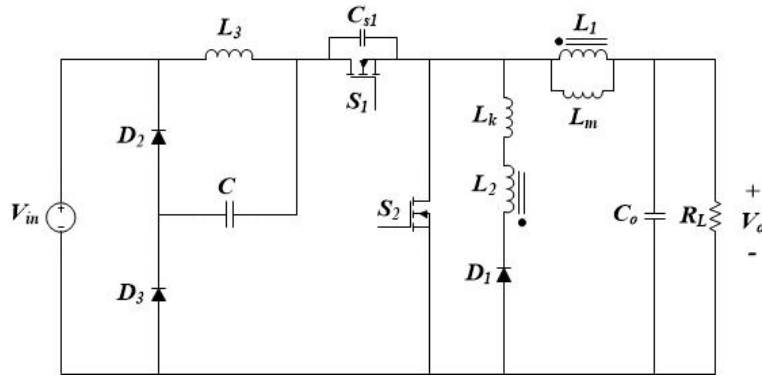 L3
Cs1
L1
D2
S1
Lk
Lm
C
L2
Vin
+
-
S2
Co
RL
+
Vo
-
D3
D1